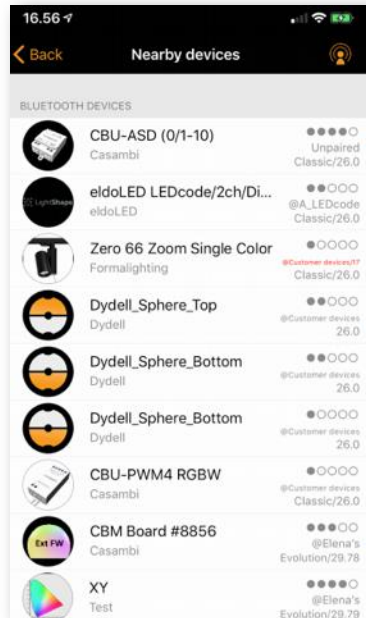 16.56
Back
Nearby devices
BLUETOOTH DEVICES
CBU-ASD (0/1-10)
Casambi
Unpaired
Classic/26.0
LightShape
eldoLED LEDcode/2ch/Di...
eldoLED
@A_LEDcode
Classic/26.0
Zero 66 Zoom Single Color
Formalighting
@Customer devices/17
Classic/26.0
Dydell_Sphere_Top
Dydell
@Customer devices
26.0
Dydell_Sphere_Bottom
Dydell
@Customer devices
26.0
Dydell_Sphere_Bottom
Dydell
@Customer devices
26.0
CBU-PWM4 RGBW
Casambi
@Customer devices
Classic/26.0
Ext FW
CBM Board #8856
Casambi
@Elena's
Evolution/29.78
XY
Test
@Elena's
Evolution/29.79